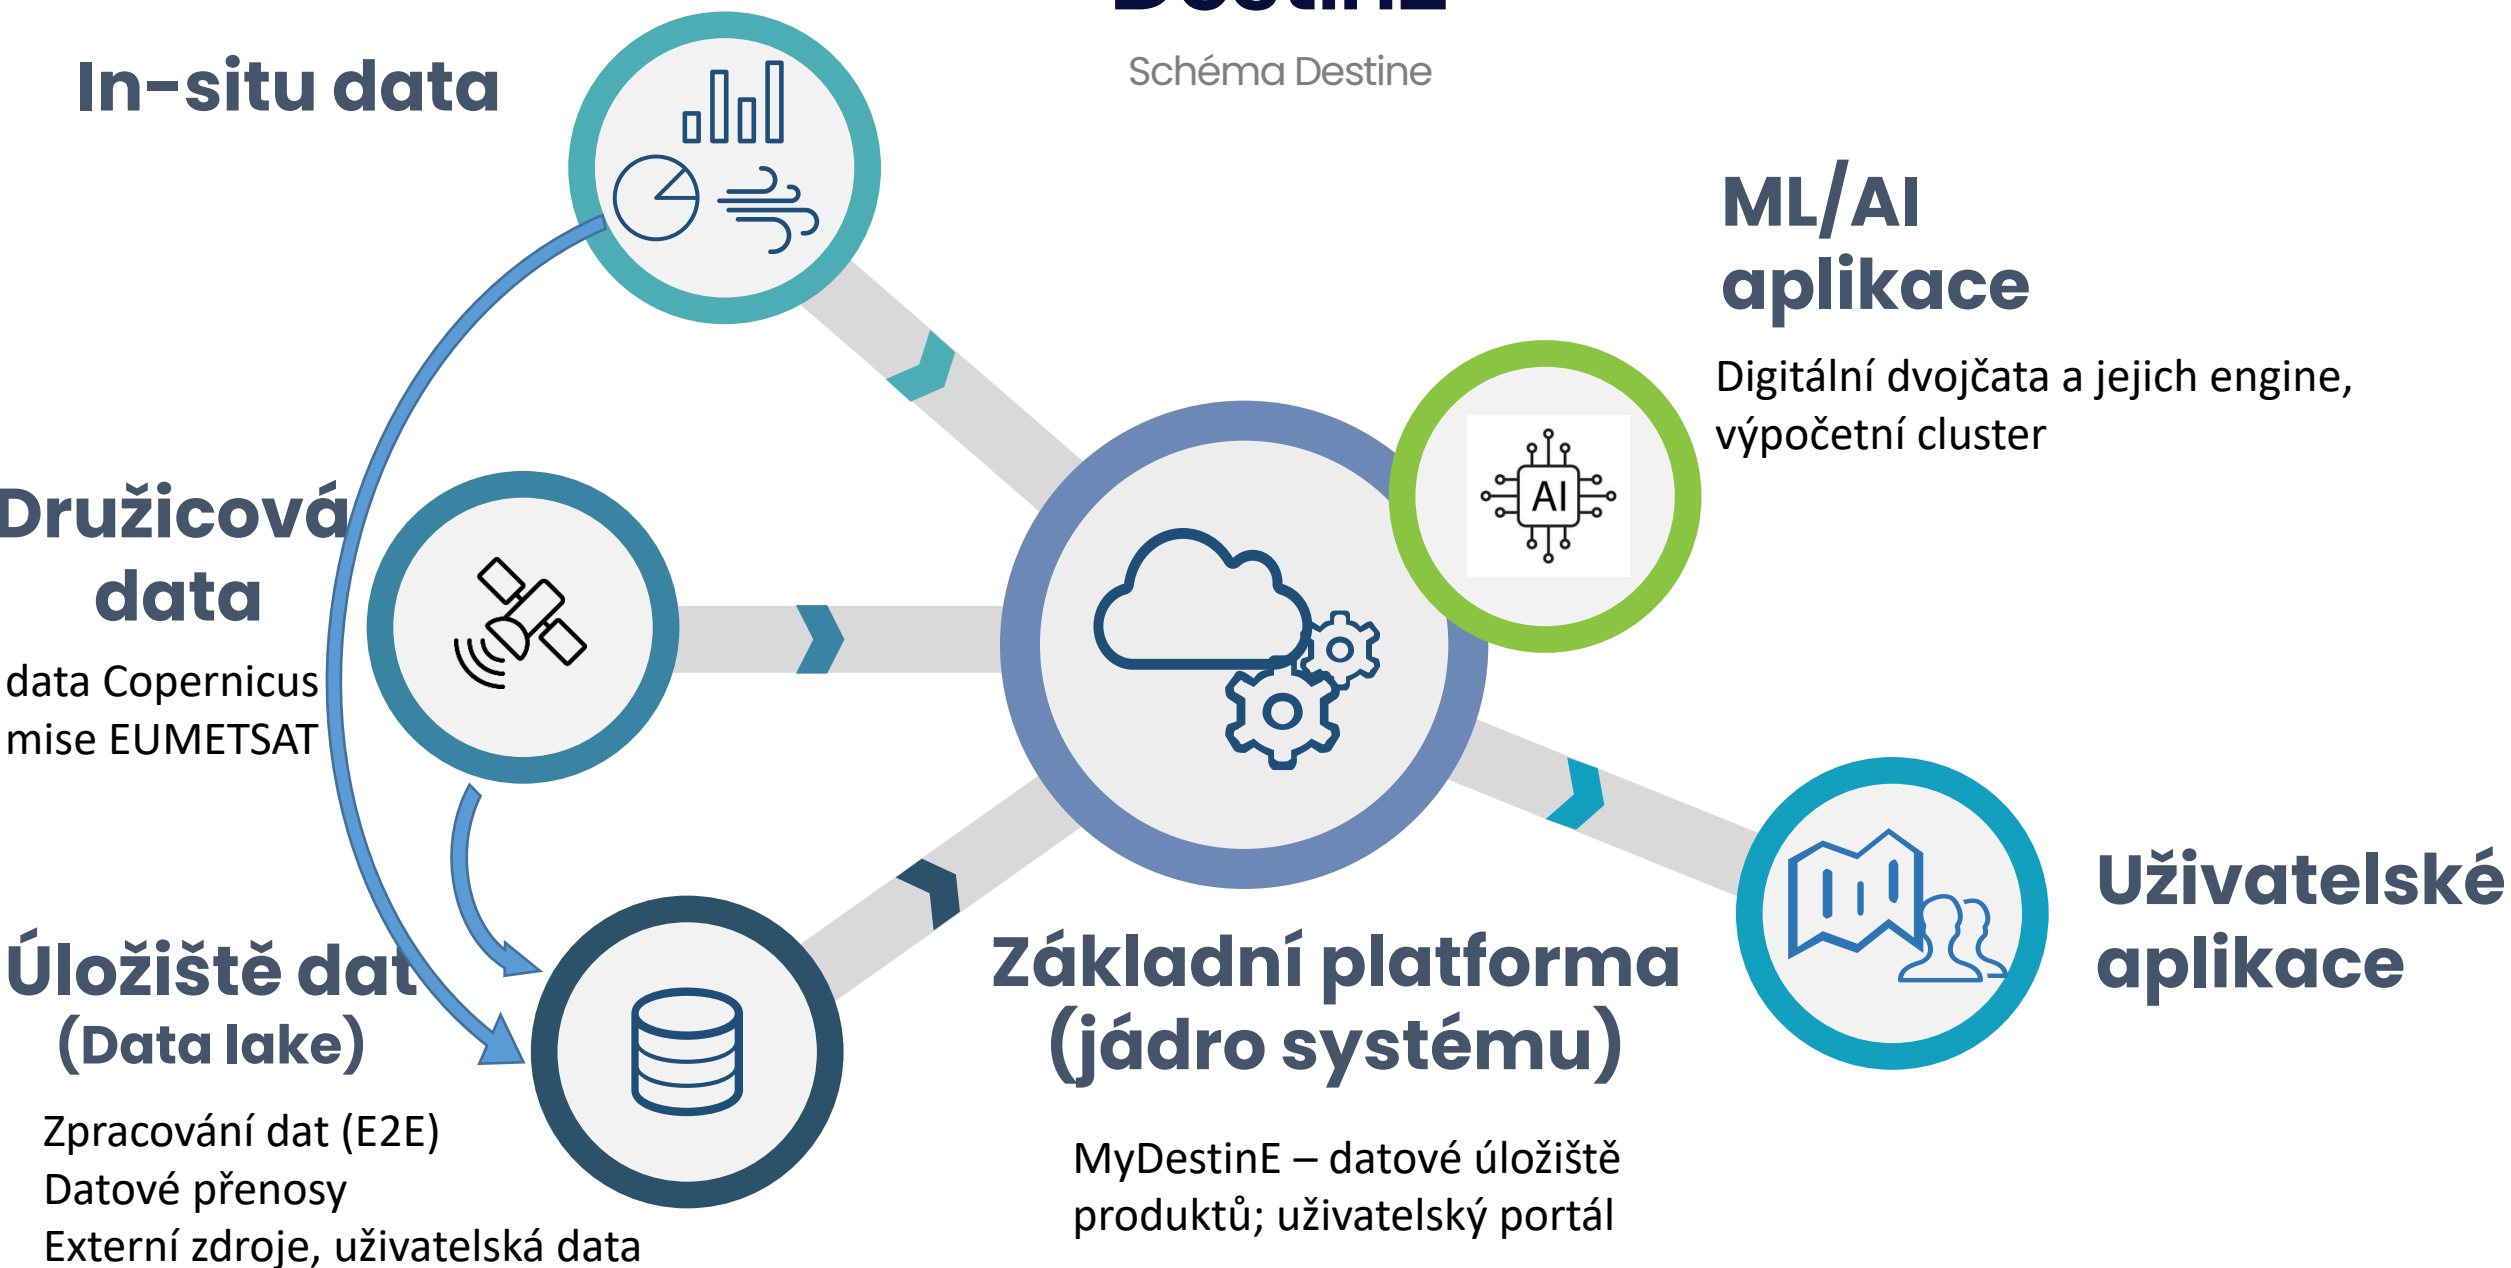 DestinE
Schéma Destine
In-situ data
ML/AI
aplikace
Digitální dvojčata a jejich engine,
výpočetní cluster
AI
Družicová
data
data Copernicus
mise EUMETSAT
Úložiště dat
(Data lake)
Zpracování dat (E2E)
Datové přenosy
Externí zdroje, uživatelská data
Základní platforma
(jádro systému)
MyDestinE – datové úložiště
produktů; uživatelský portál
Uživatelské
aplikace